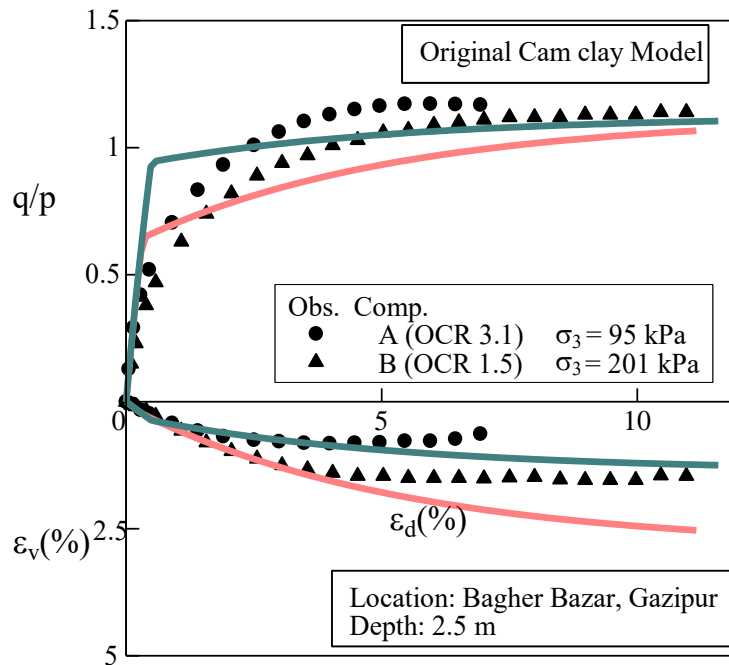 1.5
Original Cam clay Model
1
q/p
0.5
Obs. Comp.
A (OCR 3.1) σ₃ = 95 kPa
B (OCR 1.5) σ₃ = 201 kPa
0
0 5 10
εd(%)
εv(%) 2.5
Location: Bagher Bazar, Gazipur
Depth: 2.5 m
5